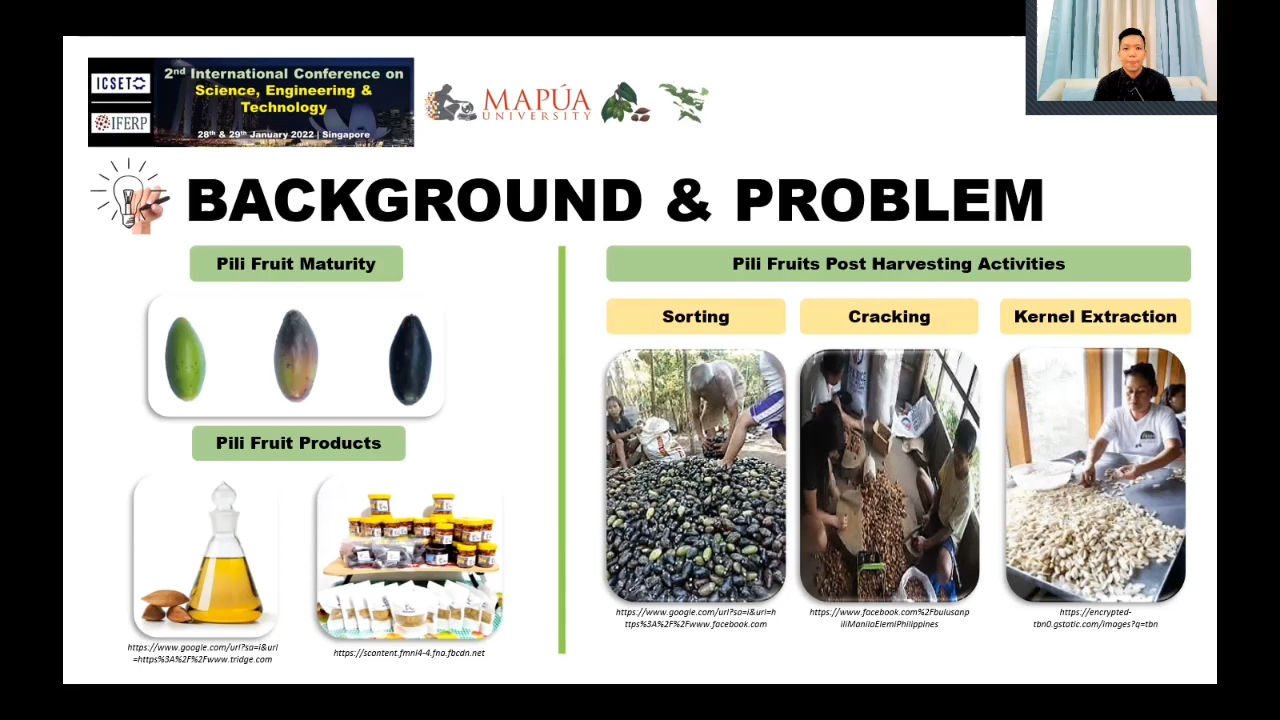 ICSET
IFERP
2nd International Conference on
Science, Engineering &
Technology
28th & 29th January 2022 | Singapore
MAPÚA
UNIVERSITY
BACKGROUND & PROBLEM
Pili Fruit Maturity
Pili Fruit Products
https://www.google.com/url?sa=i&url
=https%3A%2F%2Fwww.tridge.com
https://scontent.fmnl4-4.fna.fbcdn.net
Pili Fruits Post Harvesting Activities
Sorting
Cracking
Kernel Extraction
https://www.google.com/url?sa=i&url=h
ttps%3A%2F%2Fwww.facebook.com
https://www.facebook.com%2Fbulusanp
iliManilaElemiPhilippines
https://encrypted-
tbn0.gstatic.com/images?q=tbn